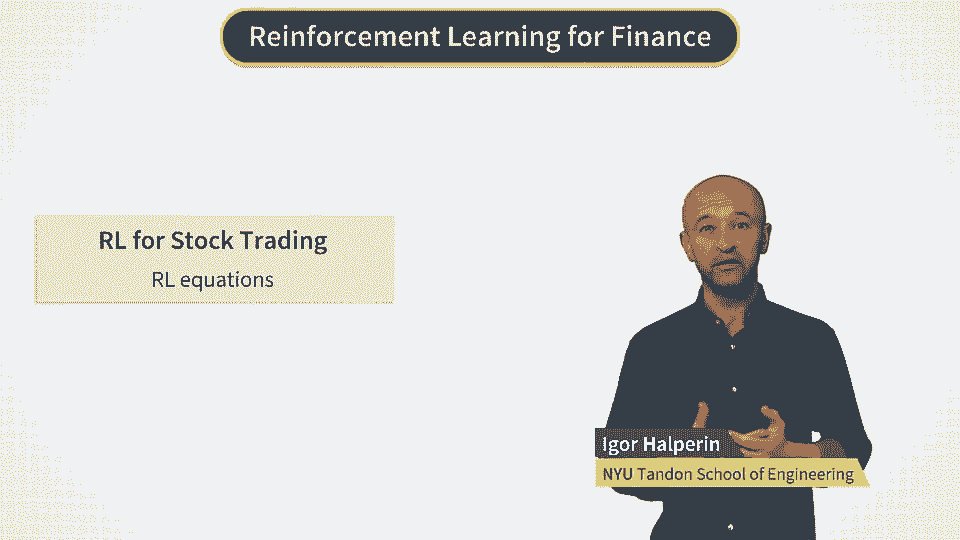 Reinforcement Learning for Finance
RL for Stock Trading
RL equations
Igor Halperin
NYU Tandon School of Engineering